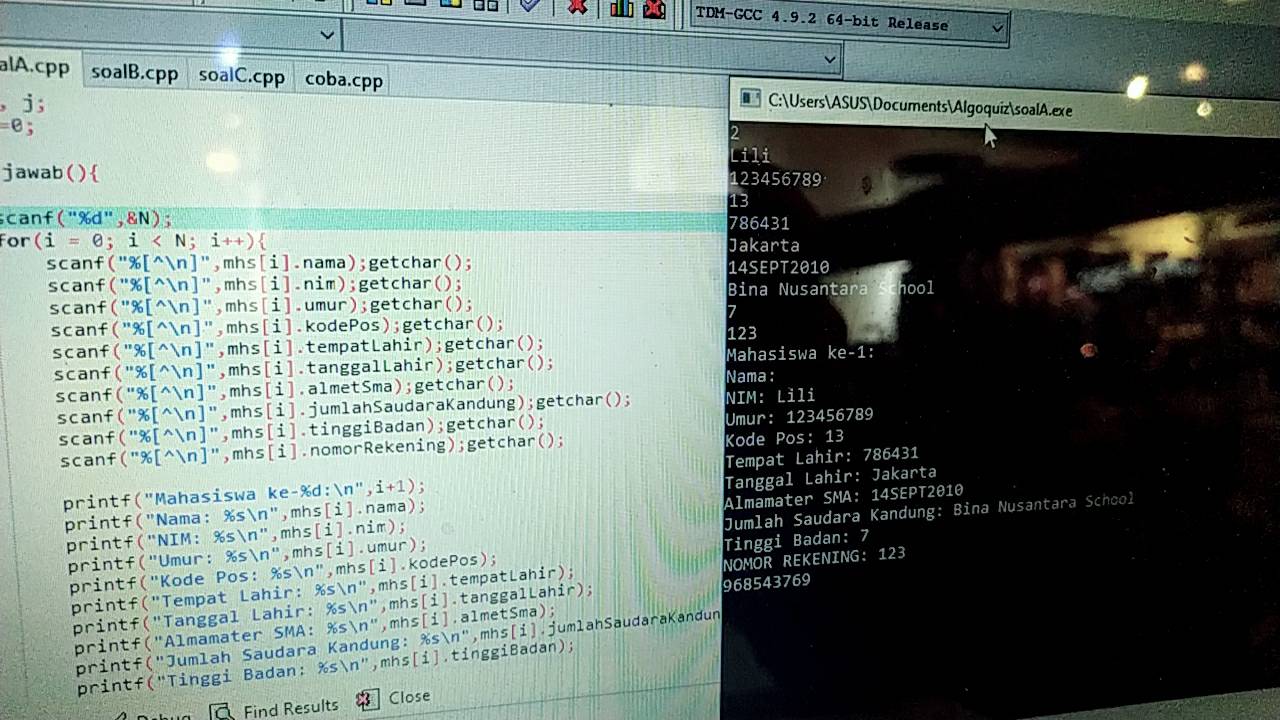 TDM-GCC 4.9.2 64-bit Release
alA.cpp soalB.cpp soalC.cpp coba.cpp
, j;
=0;
jawab(){
scanf("%d",&N);
for(i = 0; i < N; i++){
scanf("%[^\n]",mhs[i].nama);getchar();
scanf("%[^\n]",mhs[i].nim);getchar();
scanf("%[^\n]",mhs[i].umur);getchar();
scanf("%[^\n]",mhs[i].kodePos);getchar();
scanf("%[^\n]",mhs[i].tempatLahir);getchar();
scanf("%[^\n]",mhs[i].tanggalLahir);getchar();
scanf("%[^\n]",mhs[i].almetSma);getchar();
scanf("%[^\n]",mhs[i].jumlahSaudaraKandung);getchar();
scanf("%[^\n]",mhs[i].tinggiBadan);getchar();
scanf("%[^\n]",mhs[i].nomorRekening);getchar();
printf("Mahasiswa ke-%d:\n",i+1);
printf("Nama: %s\n",mhs[i].nama);
printf("NIM: %s\n",mhs[i].nim);
printf("Umur: %s\n",mhs[i].umur);
printf("Kode Pos: %s\n",mhs[i].kodePos);
printf("Tempat Lahir: %s\n",mhs[i].tempatLahir);
printf("Tanggal Lahir: %s\n",mhs[i].tanggalLahir);
printf("Almamater SMA: %s\n",mhs[i].almetSma);
printf("Jumlah Saudara Kandung: %s\n",mhs[i].jumlahSaudaraKandun
printf("Tinggi Badan: %s\n",mhs[i].tinggiBadan);
Debug Find Results Close
C:\Users\ASUS\Documents\Algoquiz\soalA.exe
2
Lili
123456789
13
786431
Jakarta
14SEPT2010
Bina Nusantara School
7
123
Mahasiswa ke-1:
Nama:
NIM: Lili
Umur: 123456789
Kode Pos: 13
Tempat Lahir: 786431
Tanggal Lahir: Jakarta
Almamater SMA: 14SEPT2010
Jumlah Saudara Kandung: Bina Nusantara School
Tinggi Badan: 7
NOMOR REKENING: 123
968543769